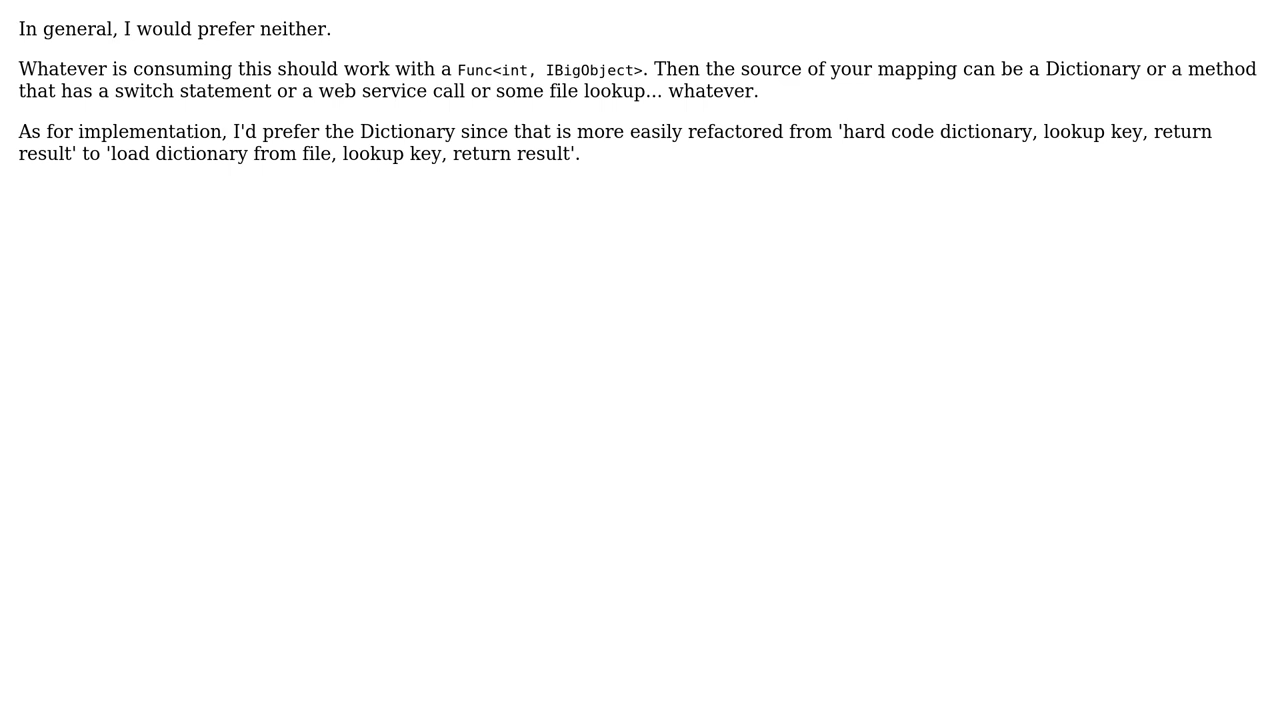 In general, I would prefer neither.
Whatever is consuming this should work with a Func<int, IBigObject>. Then the source of your mapping can be a Dictionary or a method
that has a switch statement or a web service call or some file lookup... whatever.
As for implementation, I'd prefer the Dictionary since that is more easily refactored from 'hard code dictionary, lookup key, return
result' to 'load dictionary from file, lookup key, return result'.